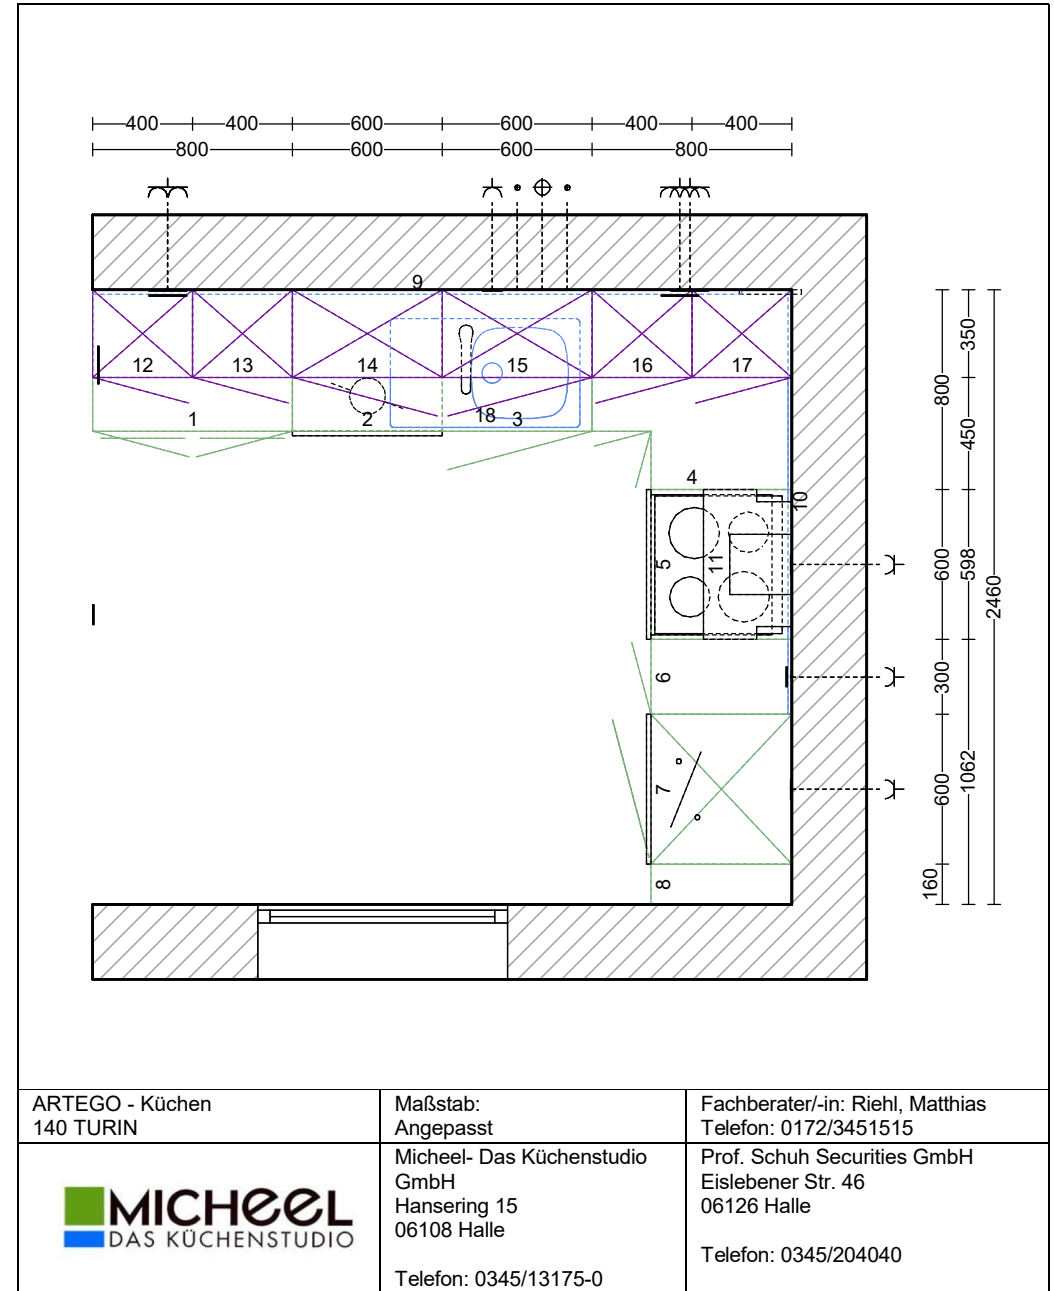 400 400 600 600 400 400
800 600 600 800
9
12 13 14 15 16 17
1 2 18 3
4
10
5 11
6
7
8
350
800
450
600
598
2460
300
1062
600
160
ARTEGO - Küchen
140 TURIN
Maßstab:
Angepasst
Fachberater/-in: Riehl, Matthias
Telefon: 0172/3451515
MICHEEL
DAS KÜCHENSTUDIO
Micheel- Das Küchenstudio
GmbH
Hansering 15
06108 Halle
Telefon: 0345/13175-0
Prof. Schuh Securities GmbH
Eislebener Str. 46
06126 Halle
Telefon: 0345/204040